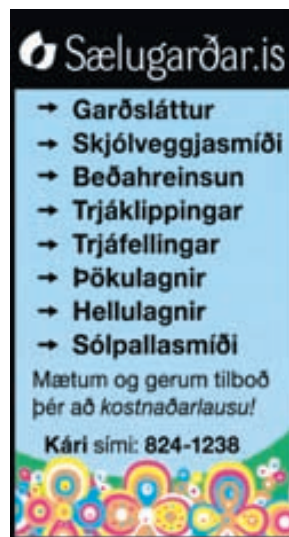 Sælugarðar.is
→ Garðsláttur
→ Skjólveggjasmíði
→ Beðahreinsun
→ Trjáklippingar
→ Trjáfellingar
→ Þökulagnir
→ Hellulagnir
→ Sólpallasmíði
Mætum og gerum tilboð
þér að kostnaðarlausu!
Kári sími: 824-1238